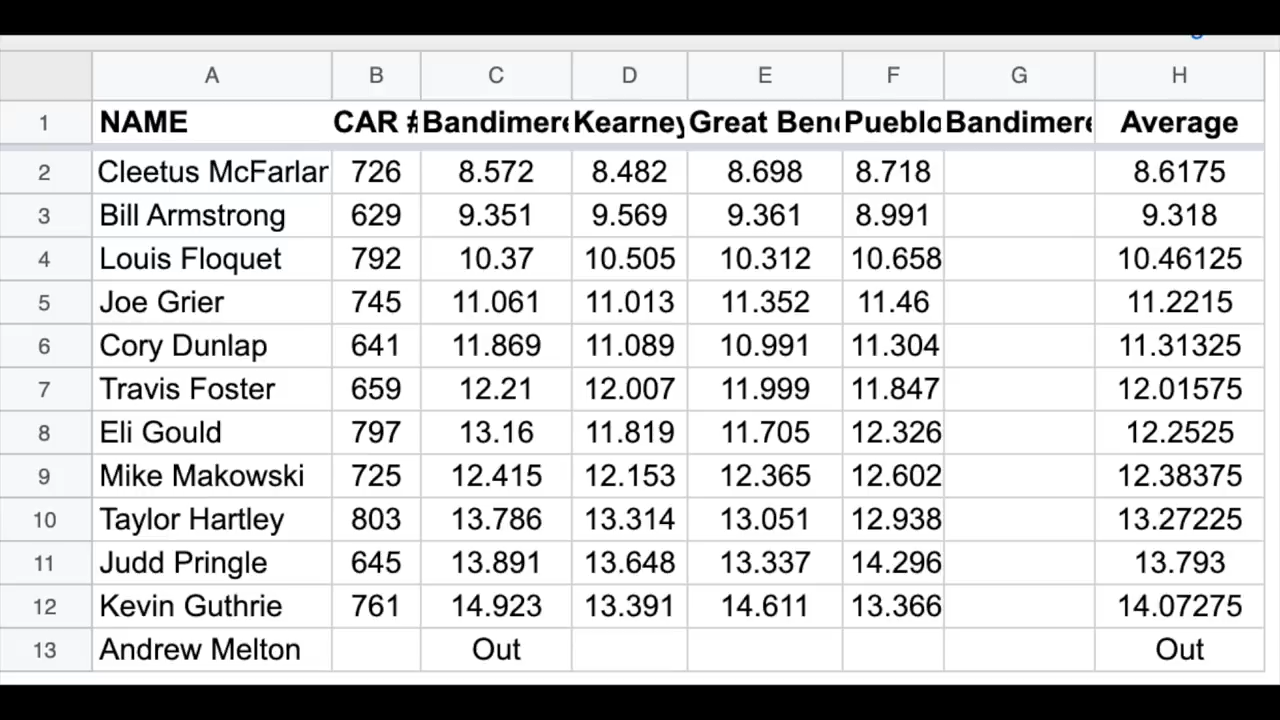 A B C D E F G H
1 NAME CAR # Bandimere Kearney Great Bend Pueblo Bandimere Average
2 Cleetus McFarlan 726 8.572 8.482 8.698 8.718 8.6175
3 Bill Armstrong 629 9.351 9.569 9.361 8.991 9.318
4 Louis Floquet 792 10.37 10.505 10.312 10.658 10.46125
5 Joe Grier 745 11.061 11.013 11.352 11.46 11.2215
6 Cory Dunlap 641 11.869 11.089 10.991 11.304 11.31325
7 Travis Foster 659 12.21 12.007 11.999 11.847 12.01575
8 Eli Gould 797 13.16 11.819 11.705 12.326 12.2525
9 Mike Makowski 725 12.415 12.153 12.365 12.602 12.38375
10 Taylor Hartley 803 13.786 13.314 13.051 12.938 13.27225
11 Judd Pringle 645 13.891 13.648 13.337 14.296 13.793
12 Kevin Guthrie 761 14.923 13.391 14.611 13.366 14.07275
13 Andrew Melton Out Out